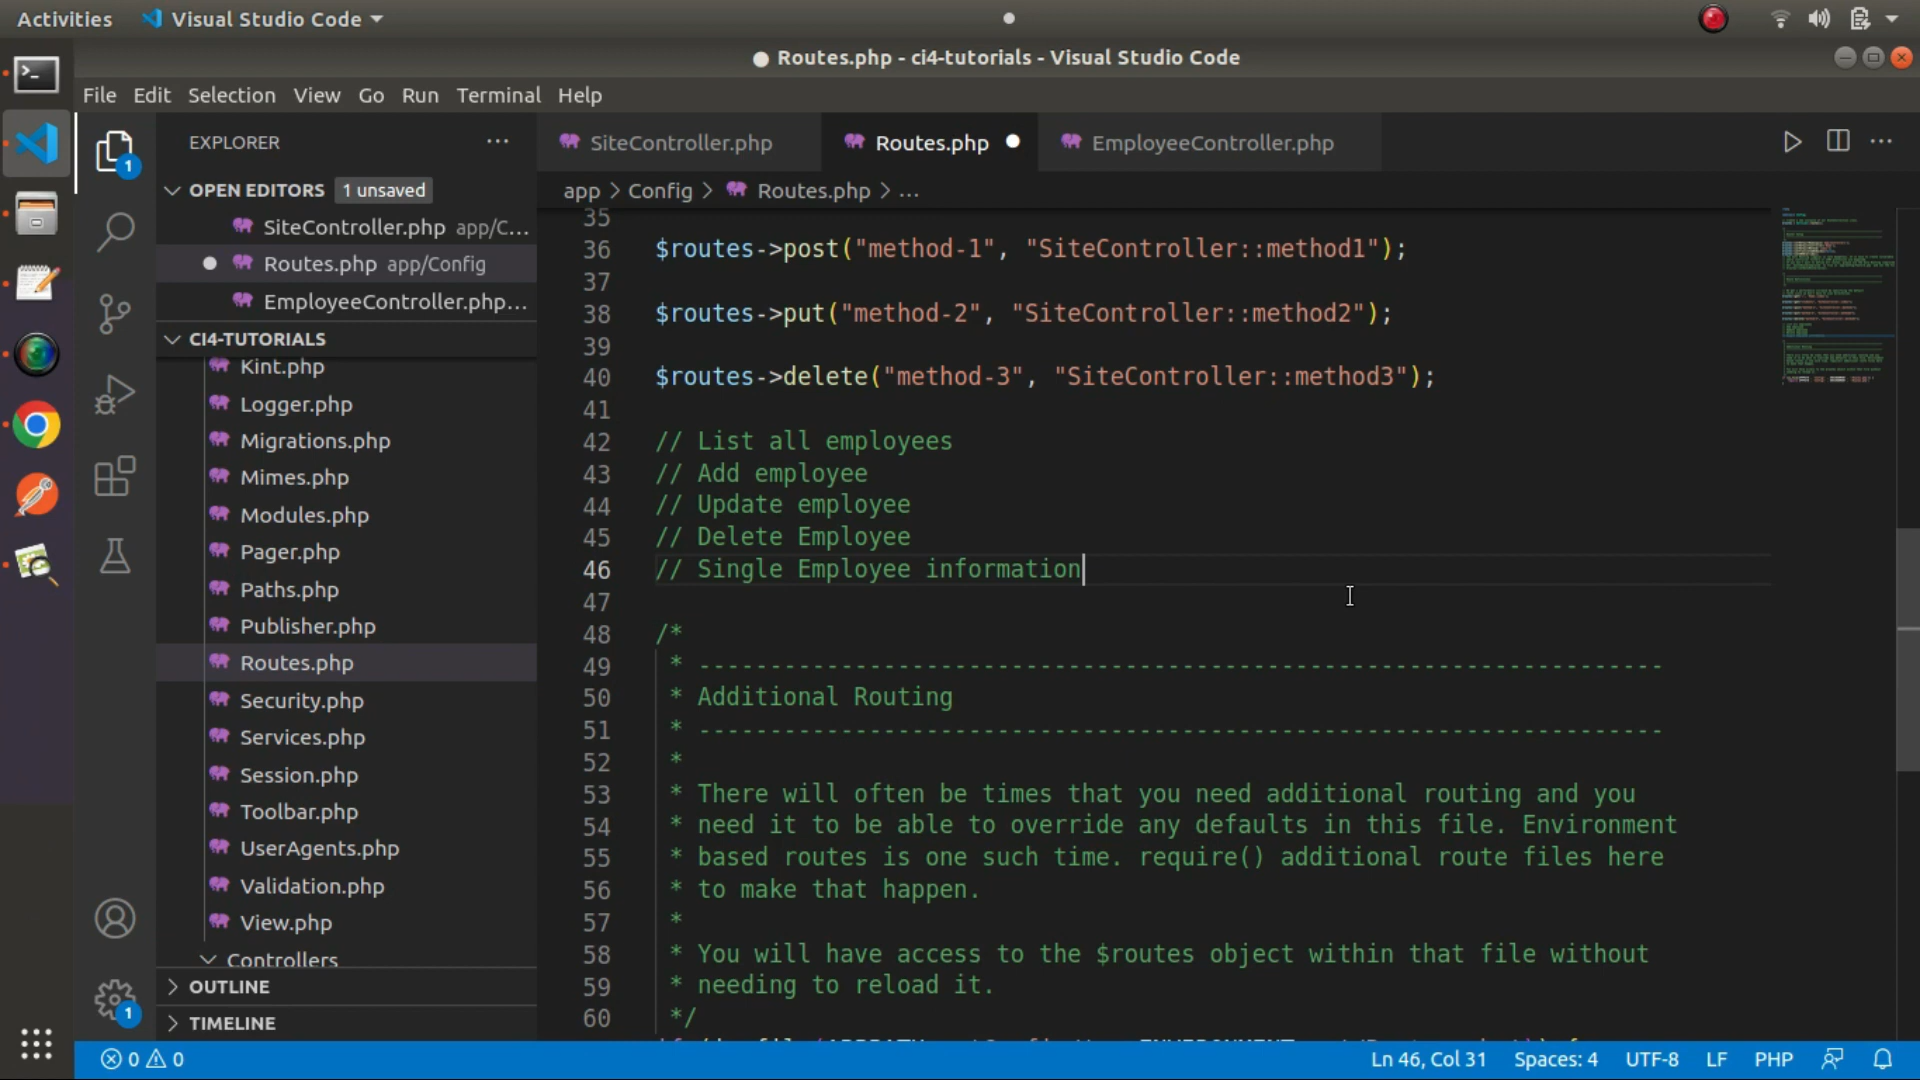 Activities
Visual Studio Code
Routes.php - ci4-tutorials - Visual Studio Code
File Edit Selection View Go Run Terminal Help
1
EXPLORER
OPEN EDITORS 1 unsaved
SiteController.php app/C...
Routes.php app/Config
EmployeeController.php...
CI4-TUTORIALS
Kint.php
Logger.php
Migrations.php
Mimes.php
Modules.php
Pager.php
Paths.php
Publisher.php
Routes.php
Security.php
Services.php
Session.php
Toolbar.php
UserAgents.php
Validation.php
View.php
Controllers
OUTLINE
TIMELINE
1
SiteController.php
Routes.php
EmployeeController.php
app > Config > Routes.php > ...
35
36 $routes->post("method-1", "SiteController::method1");
37
38 $routes->put("method-2", "SiteController::method2");
39
40 $routes->delete("method-3", "SiteController::method3");
41
42 // List all employees
43 // Add employee
44 // Update employee
45 // Delete Employee
46 // Single Employee information
47
48 /*
49 * --------------------------------------------------------------------
50 * Additional Routing
51 * --------------------------------------------------------------------
52 *
53 * There will often be times that you need additional routing and you
54 * need it to be able to override any defaults in this file. Environment
55 * based routes is one such time. require() additional route files here
56 * to make that happen.
57 *
58 * You will have access to the $routes object within that file without
59 * needing to reload it.
60 */
0 0
Ln 46, Col 31 Spaces: 4 UTF-8 LF PHP